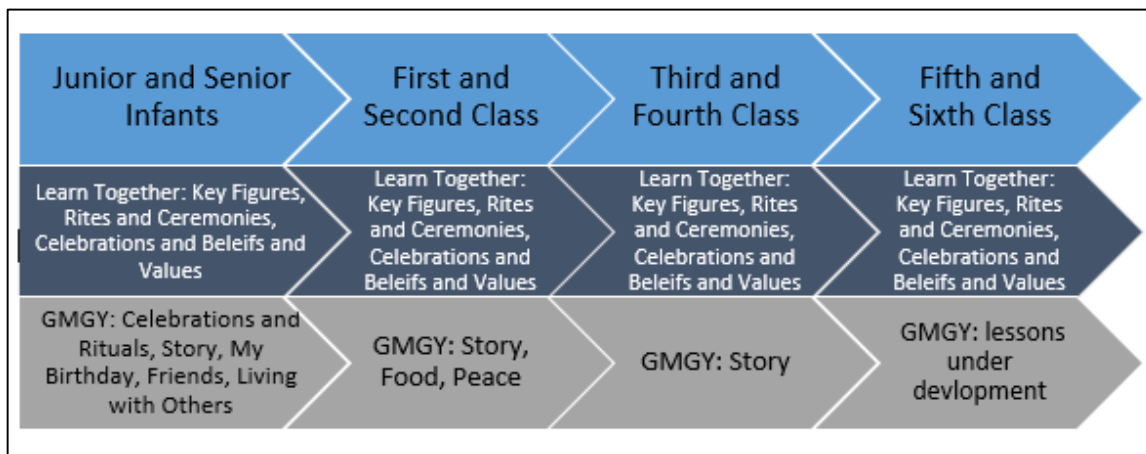 Junior and Senior
Infants
First and
Second Class
Third and
Fourth Class
Fifth and
Sixth Class
Learn Together: Key Figures,
Rites and Ceremonies,
Celebrations and Beleifs and
Values
Learn Together:
Key Figures, Rites
and Ceremonies,
Celebrations and
Beleifs and Values
Learn Together:
Key Figures, Rites
and Ceremonies,
Celebrations and
Beleifs and Values
Learn Together:
Key Figures, Rites
and Ceremonies,
Celebrations and
Beleifs and Values
GMGY: Celebrations and
Rituals, Story, My
Birthday, Friends, Living
with Others
GMGY: Story,
Food, Peace
GMGY: Story
GMGY: lessons
under
devlopment